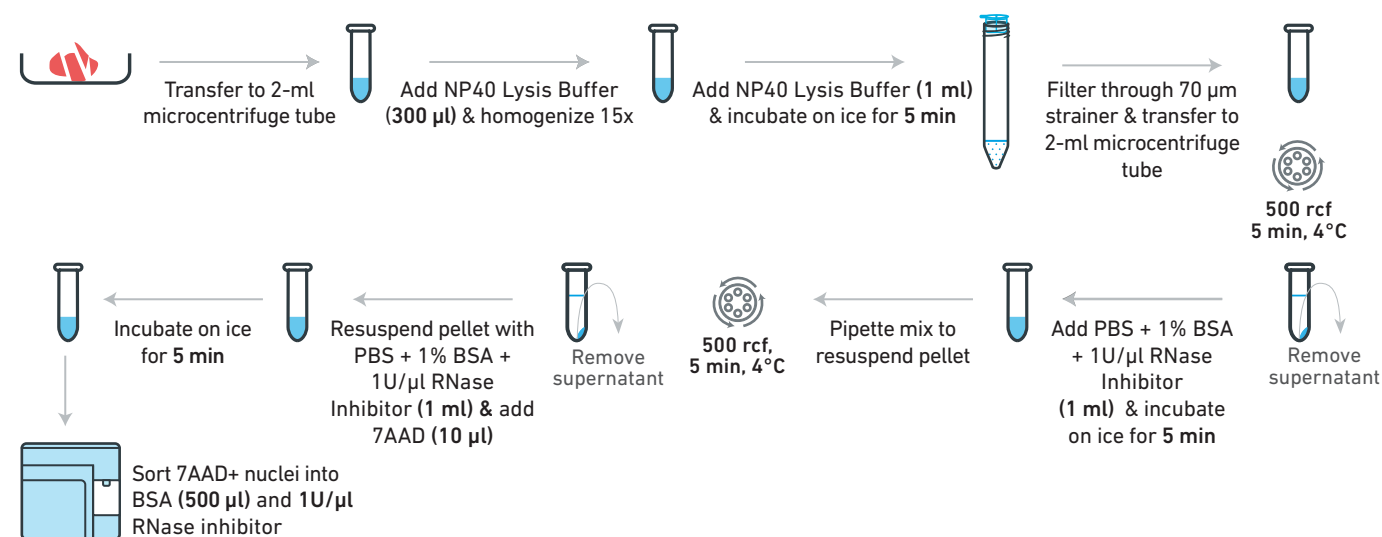 Transfer to 2-ml
microcentrifuge tube
Add NP40 Lysis Buffer
(300 µl) & homogenize 15x
Add NP40 Lysis Buffer (1 ml)
& incubate on ice for 5 min
Filter through 70 µm
strainer & transfer to
2-ml microcentrifuge
tube
500 rcf
5 min, 4°C
Remove
supernatant
Add PBS + 1% BSA
+ 1U/µl RNase
Inhibitor
(1 ml) & incubate
on ice for 5 min
Pipette mix to
resuspend pellet
500 rcf,
5 min, 4°C
Remove
supernatant
Resuspend pellet with
PBS + 1% BSA +
1U/µl RNase
Inhibitor (1 ml) & add
7AAD (10 µl)
Incubate on ice
for 5 min
Sort 7AAD+ nuclei into
BSA (500 µl) and 1U/µl
RNase inhibitor